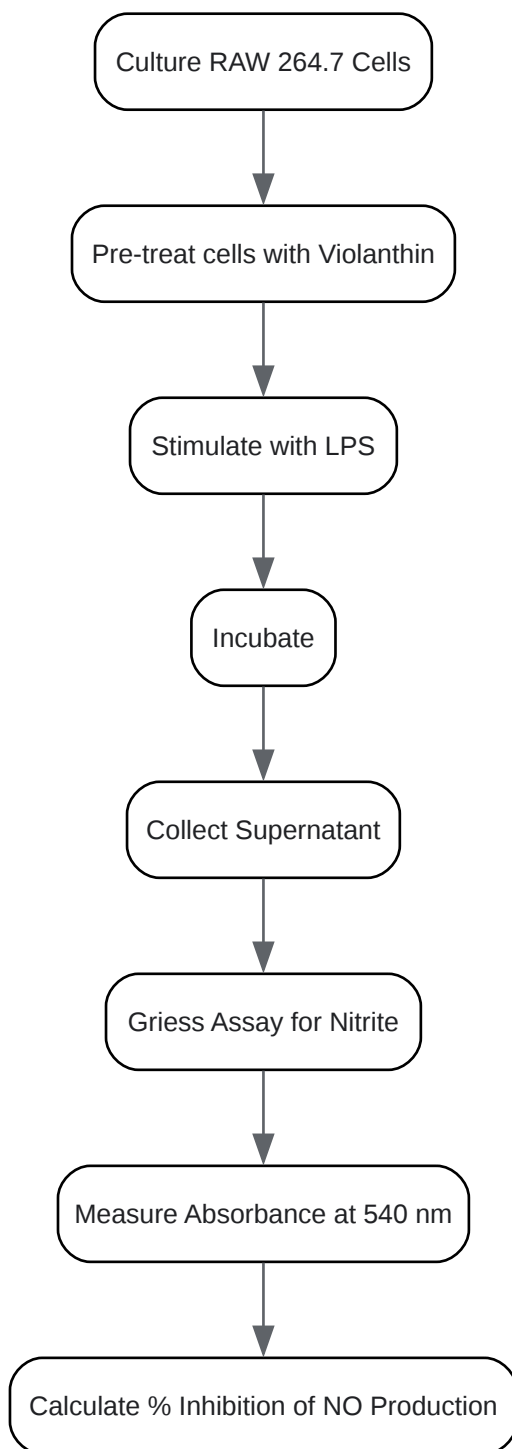 Culture RAW 264.7 Cells
Pre-treat cells with Violanthin
Stimulate with LPS
Incubate
Collect Supernatant
Griess Assay for Nitrite
Measure Absorbance at 540 nm
Calculate % Inhibition of NO Production